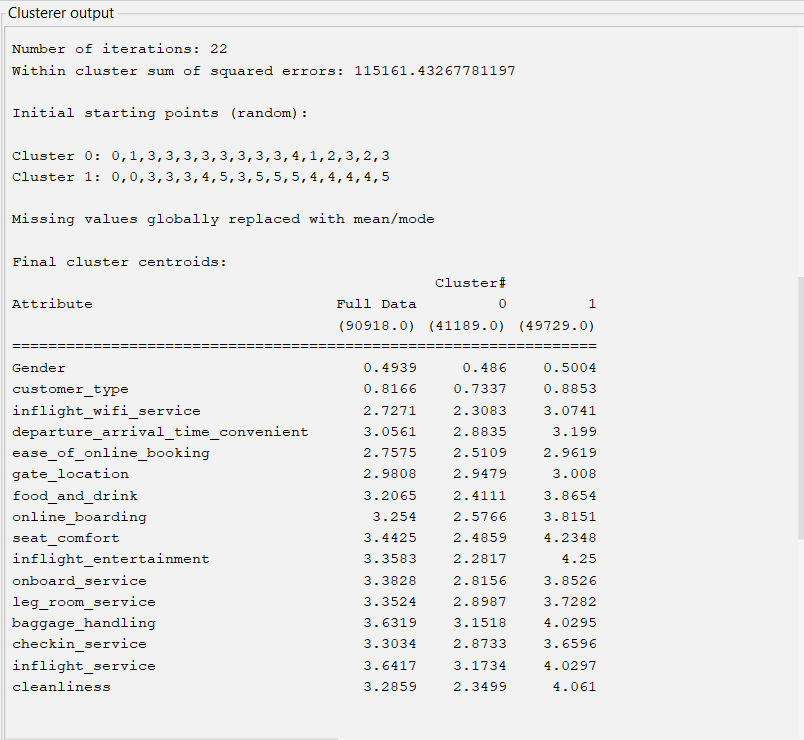 Clusterer output
Number of iterations: 22
Within cluster sum of squared errors: 115161.43267781197
Initial starting points (random):
Cluster 0: 0,1,3,3,3,3,3,3,3,3,4,1,2,3,2,3
Cluster 1: 0,0,3,3,3,4,5,3,5,5,5,4,4,4,4,5
Missing values globally replaced with mean/mode
Final cluster centroids:
Cluster#
Attribute Full Data 0 1
(90918.0) (41189.0) (49729.0)
=================================================================
Gender 0.4939 0.486 0.5004
customer_type 0.8166 0.7337 0.8853
inflight_wifi_service 2.7271 2.3083 3.0741
departure_arrival_time_convenient 3.0561 2.8835 3.199
ease_of_online_booking 2.7575 2.5109 2.9619
gate_location 2.9808 2.9479 3.008
food_and_drink 3.2065 2.4111 3.8654
online_boarding 3.254 2.5766 3.8151
seat_comfort 3.4425 2.4859 4.2348
inflight_entertainment 3.3583 2.2817 4.25
onboard_service 3.3828 2.8156 3.8526
leg_room_service 3.3524 2.8987 3.7282
baggage_handling 3.6319 3.1518 4.0295
checkin_service 3.3034 2.8733 3.6596
inflight_service 3.6417 3.1734 4.0297
cleanliness 3.2859 2.3499 4.061